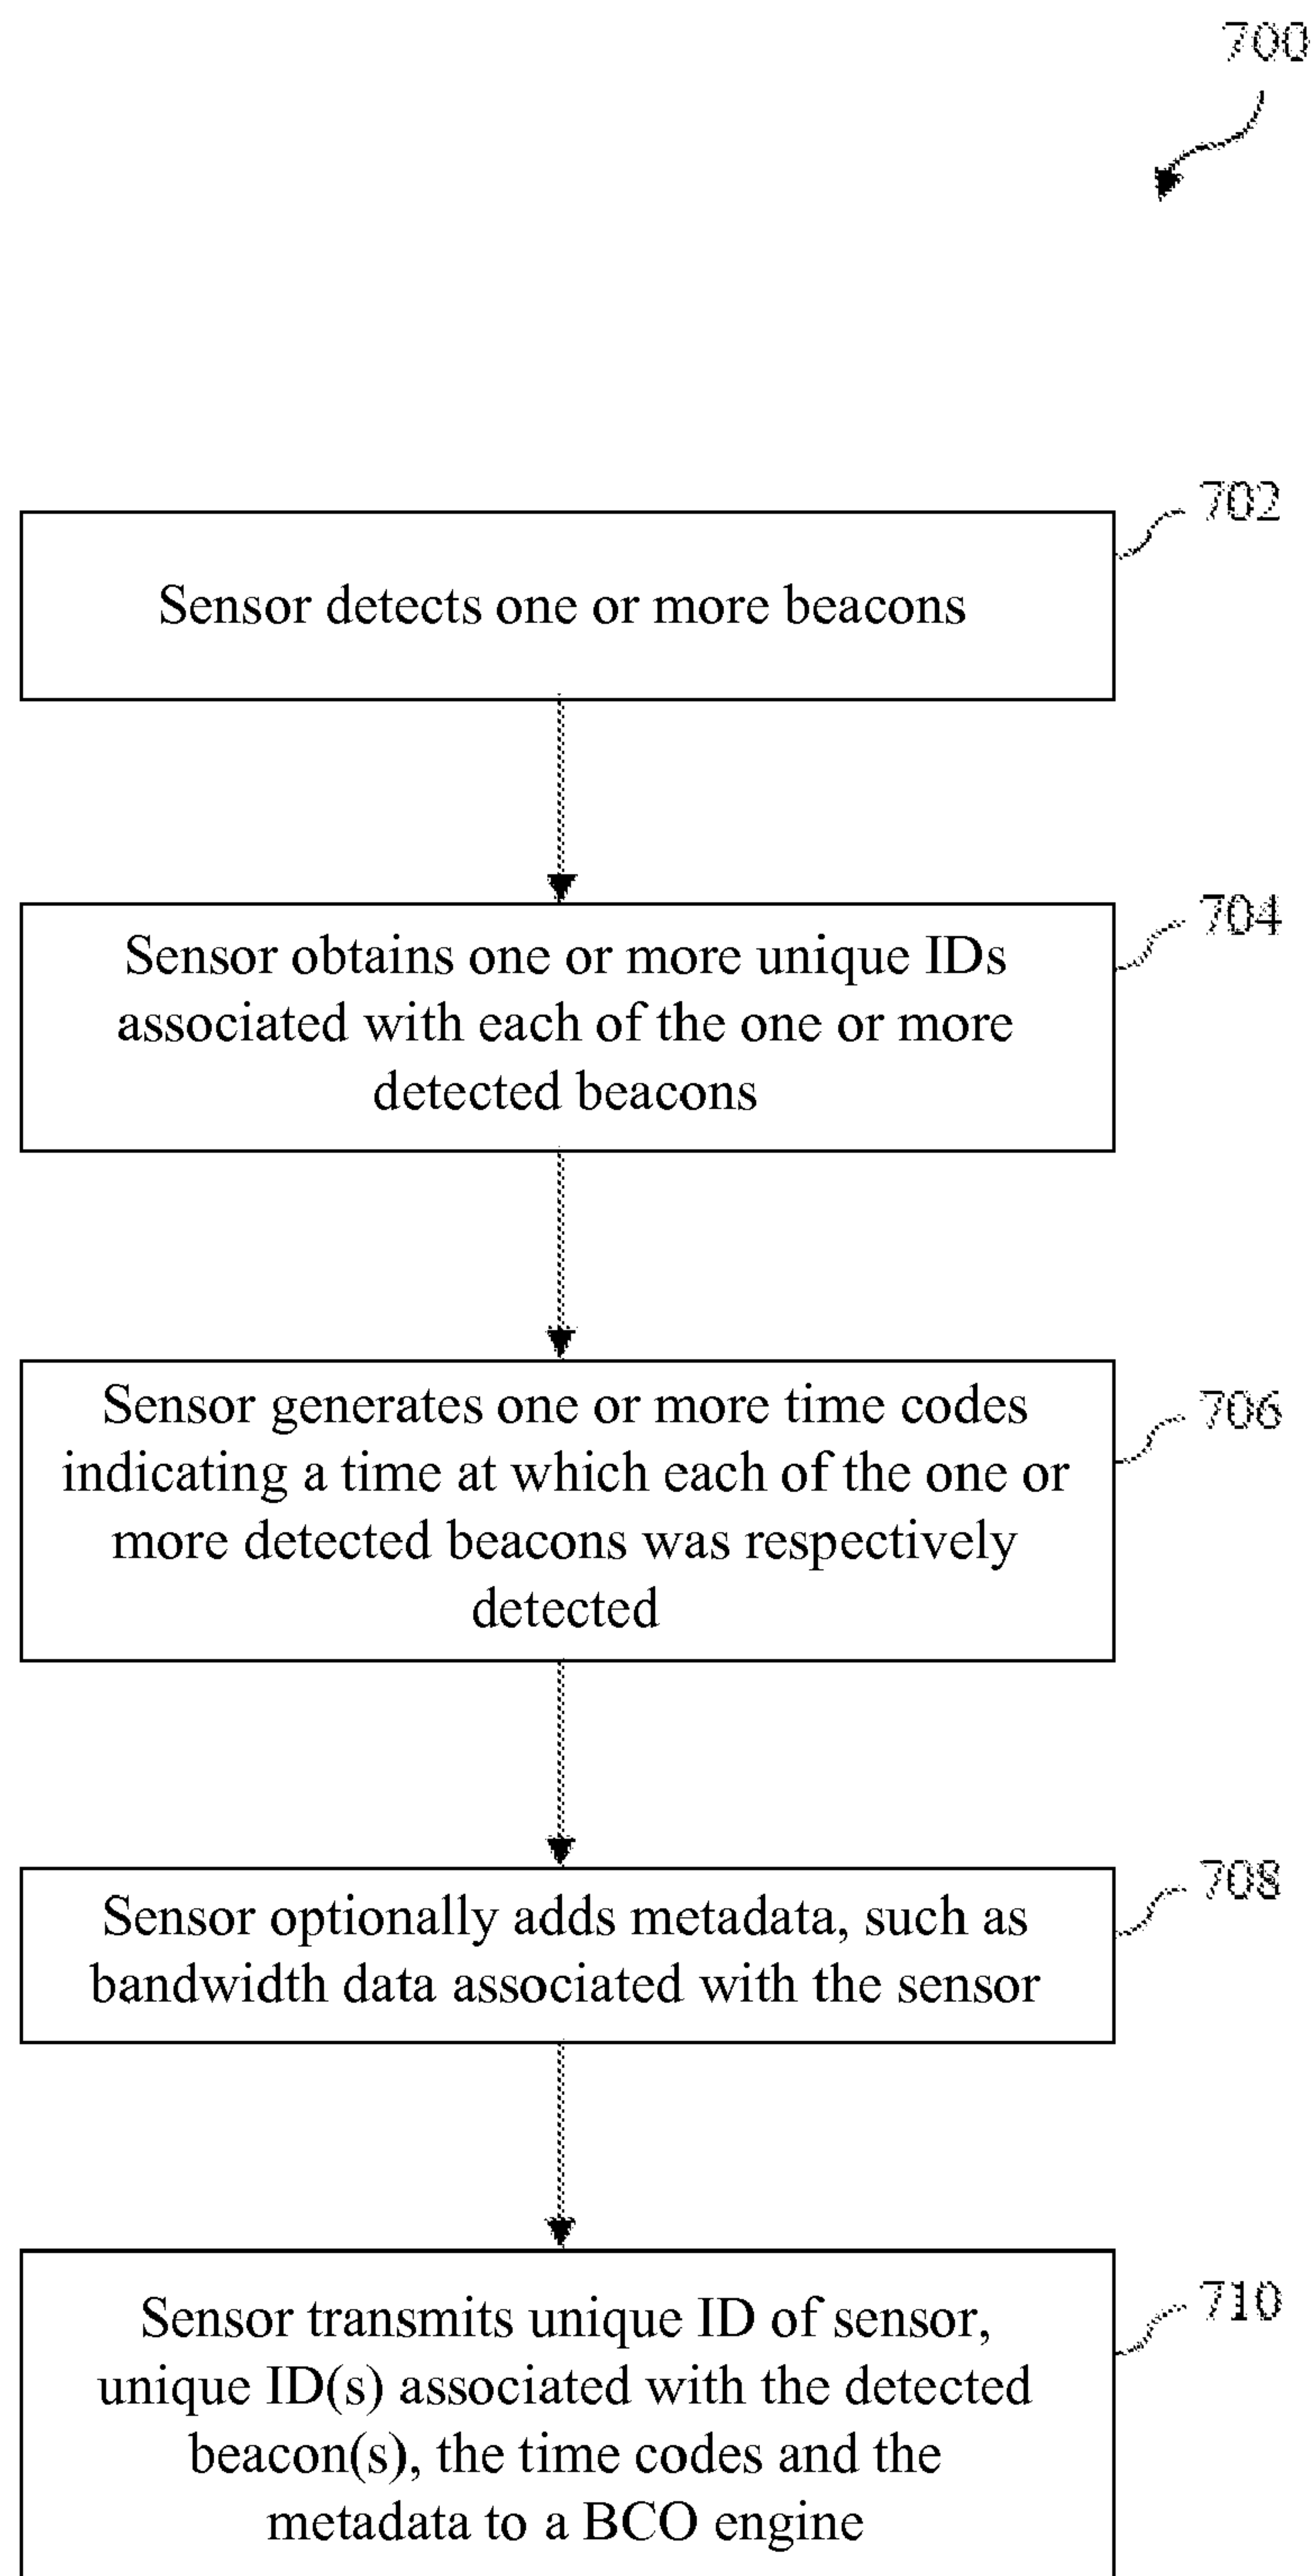 700
702
Sensor detects one or more beacons
704
Sensor obtains one or more unique IDs
associated with each of the one or more
detected beacons
706
Sensor generates one or more time codes
indicating a time at which each of the one or
more detected beacons was respectively
detected
708
Sensor optionally adds metadata, such as
bandwidth data associated with the sensor
710
Sensor transmits unique ID of sensor,
unique ID(s) associated with the detected
beacon(s), the time codes and the
metadada to a BCO engine